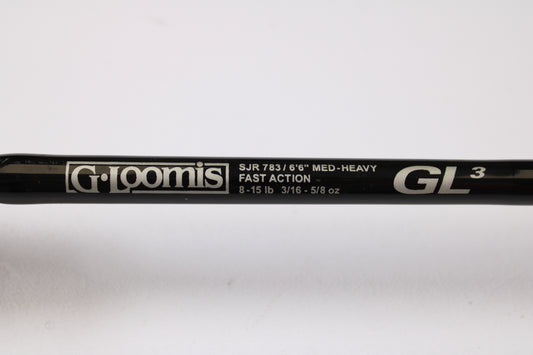 G·Loomis
SJR 783 / 6'6" MED-HEAVY
FAST ACTION
8-15 lb 3/16 - 5/8 oz
GL3